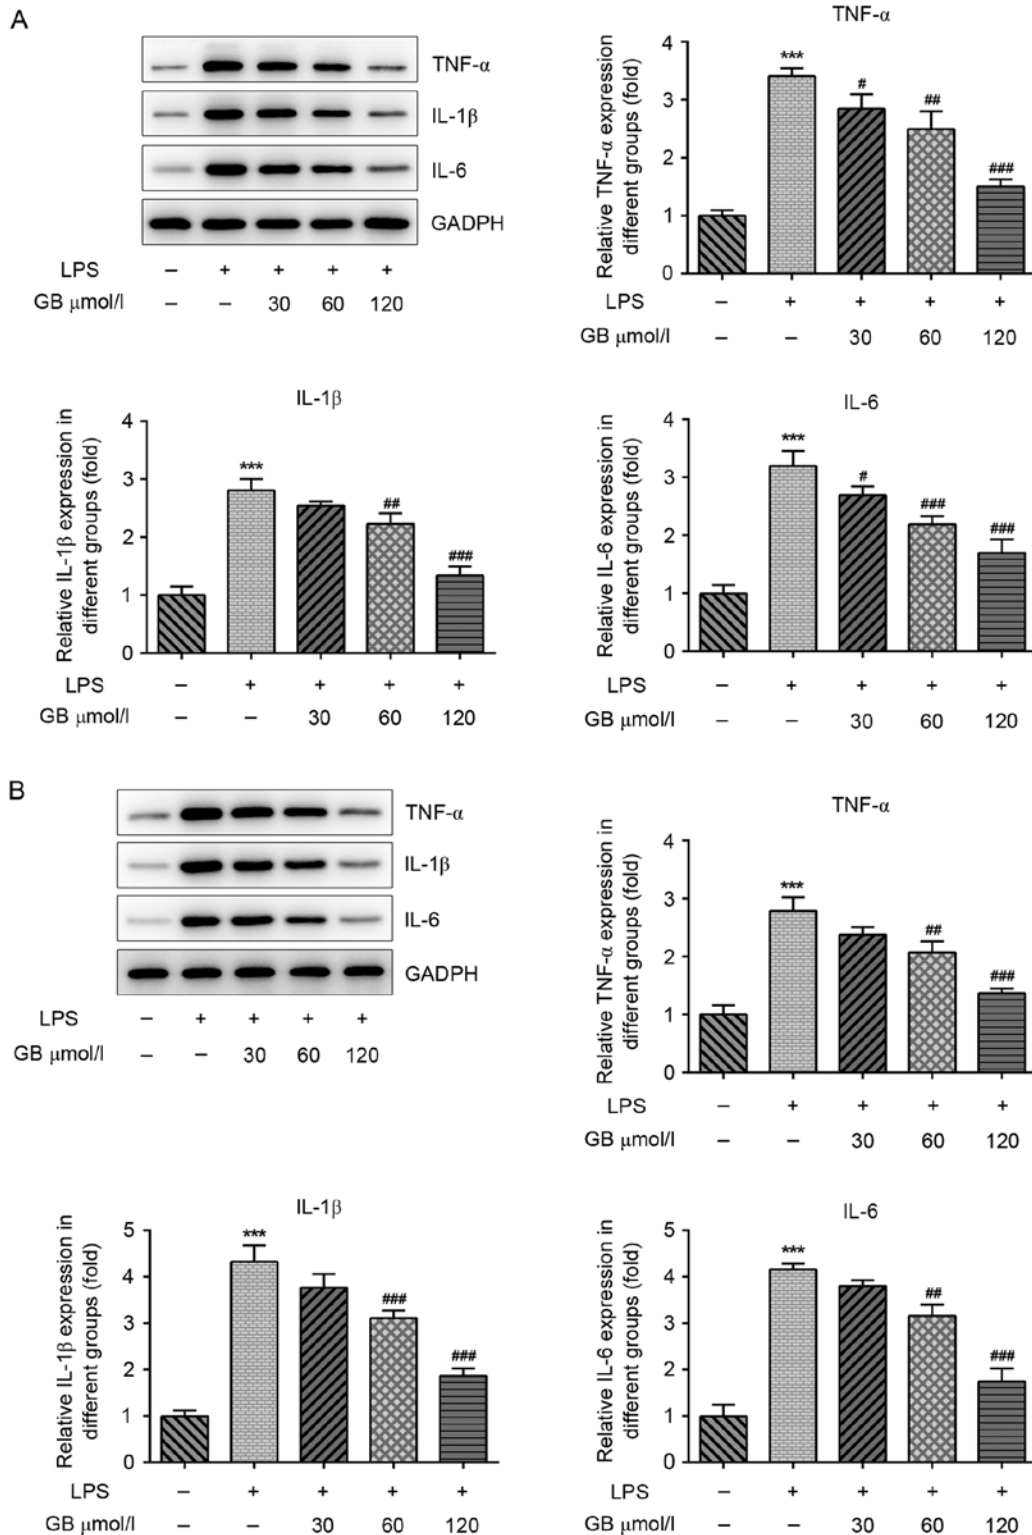 A
TNF-α
IL-1β
IL-6
GADPH
LPS – + + + +
GB μmol/l – – 30 60 120
TNF-α
Relative TNF-α expression in
different groups (fold)
4
3
2
1
0
***
#
##
###
LPS – + + + +
GB μmol/l – – 30 60 120
IL-1β
Relative IL-1β expression in
different groups (fold)
4
3
2
1
0
***
##
###
LPS – + + + +
GB μmol/l – – 30 60 120
IL-6
Relative IL-6 expression in
different groups (fold)
4
3
2
1
0
***
#
###
###
LPS – + + + +
GB μmol/l – – 30 60 120
B
TNF-α
IL-1β
IL-6
GADPH
LPS – + + + +
GB μmol/l – – 30 60 120
TNF-α
Relative TNF-α expression in
different groups (fold)
4
3
2
1
0
***
##
###
LPS – + + + +
GB μmol/l – – 30 60 120
IL-1β
Relative IL-1β expression in
different groups (fold)
5
4
3
2
1
0
***
###
###
LPS – + + + +
GB μmol/l – – 30 60 120
IL-6
Relative IL-6 expression in
different groups (fold)
5
4
3
2
1
0
***
##
###
LPS – + + + +
GB μmol/l – – 30 60 120